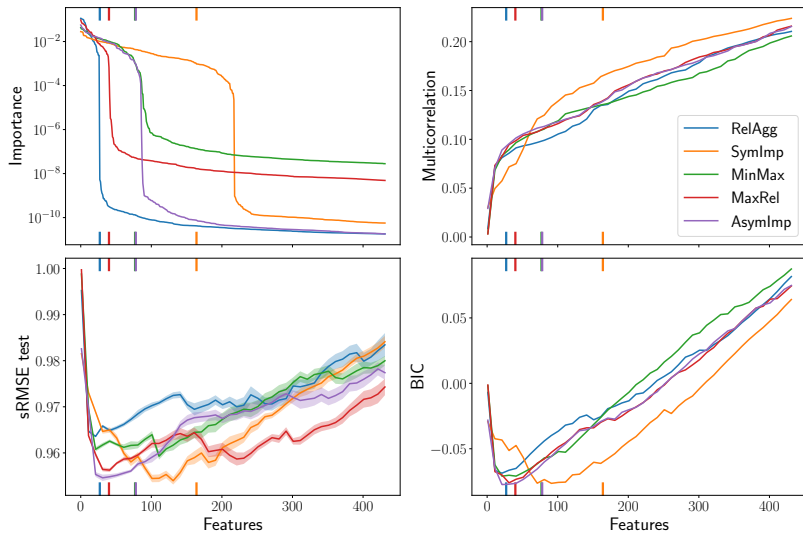 Importance
10⁻²
10⁻⁴
10⁻⁶
10⁻⁸
10⁻¹⁰
Multicorrelation
0.20
0.15
0.10
0.05
0.00
RelAgg
SymImp
MinMax
MaxRel
AsymImp
sRMSE test
1.00
0.99
0.98
0.97
0.96
0 100 200 300 400
Features
BIC
0.05
0.00
−0.05
0 100 200 300 400
Features